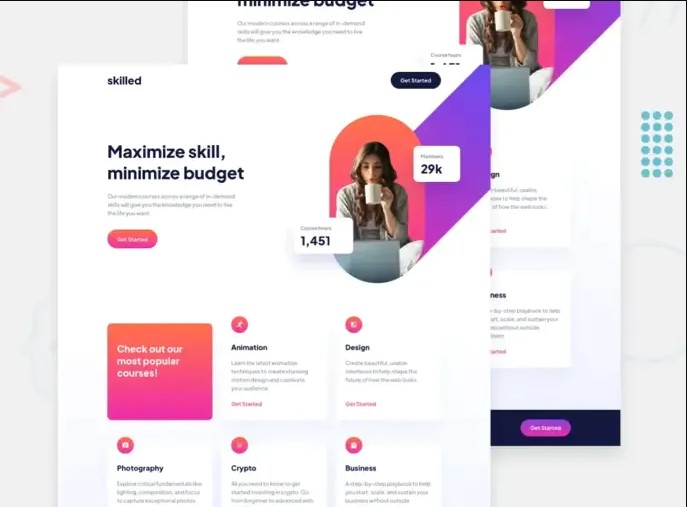 minimize budget
Our modern courses across a range of in-demand
skills will give you the knowledge you need to live
the life you want.
Course hours
skilled
Get Started
Maximize skill,
minimize budget
Our modern courses across a range of in-demand
skills will give you the knowledge you need to live
the life you want.
Get Started
Members
29k
Course hours
1,451
Check out our
most popular
courses!
Animation
Learn the latest animation
techniques to create stunning
motion design and captivate
your audience.
Get Started
Design
Create beautiful, usable
interfaces to help shape the
future of how the web looks.
Get Started
Photography
Explore critical fundamentals like
lighting, composition, and focus
to capture exceptional photos
Crypto
All you need to know to get
started investing in crypto. Go
from beginner to advanced with
Business
A step-by-step playbook to help
you start, scale, and sustain your
business without outside
gn
beautiful, usable
aces to help shape the
of how the web looks.
arted
ness
-by-step playbook to help
art, scale, and sustain your
ess without outside
arted
Get Started